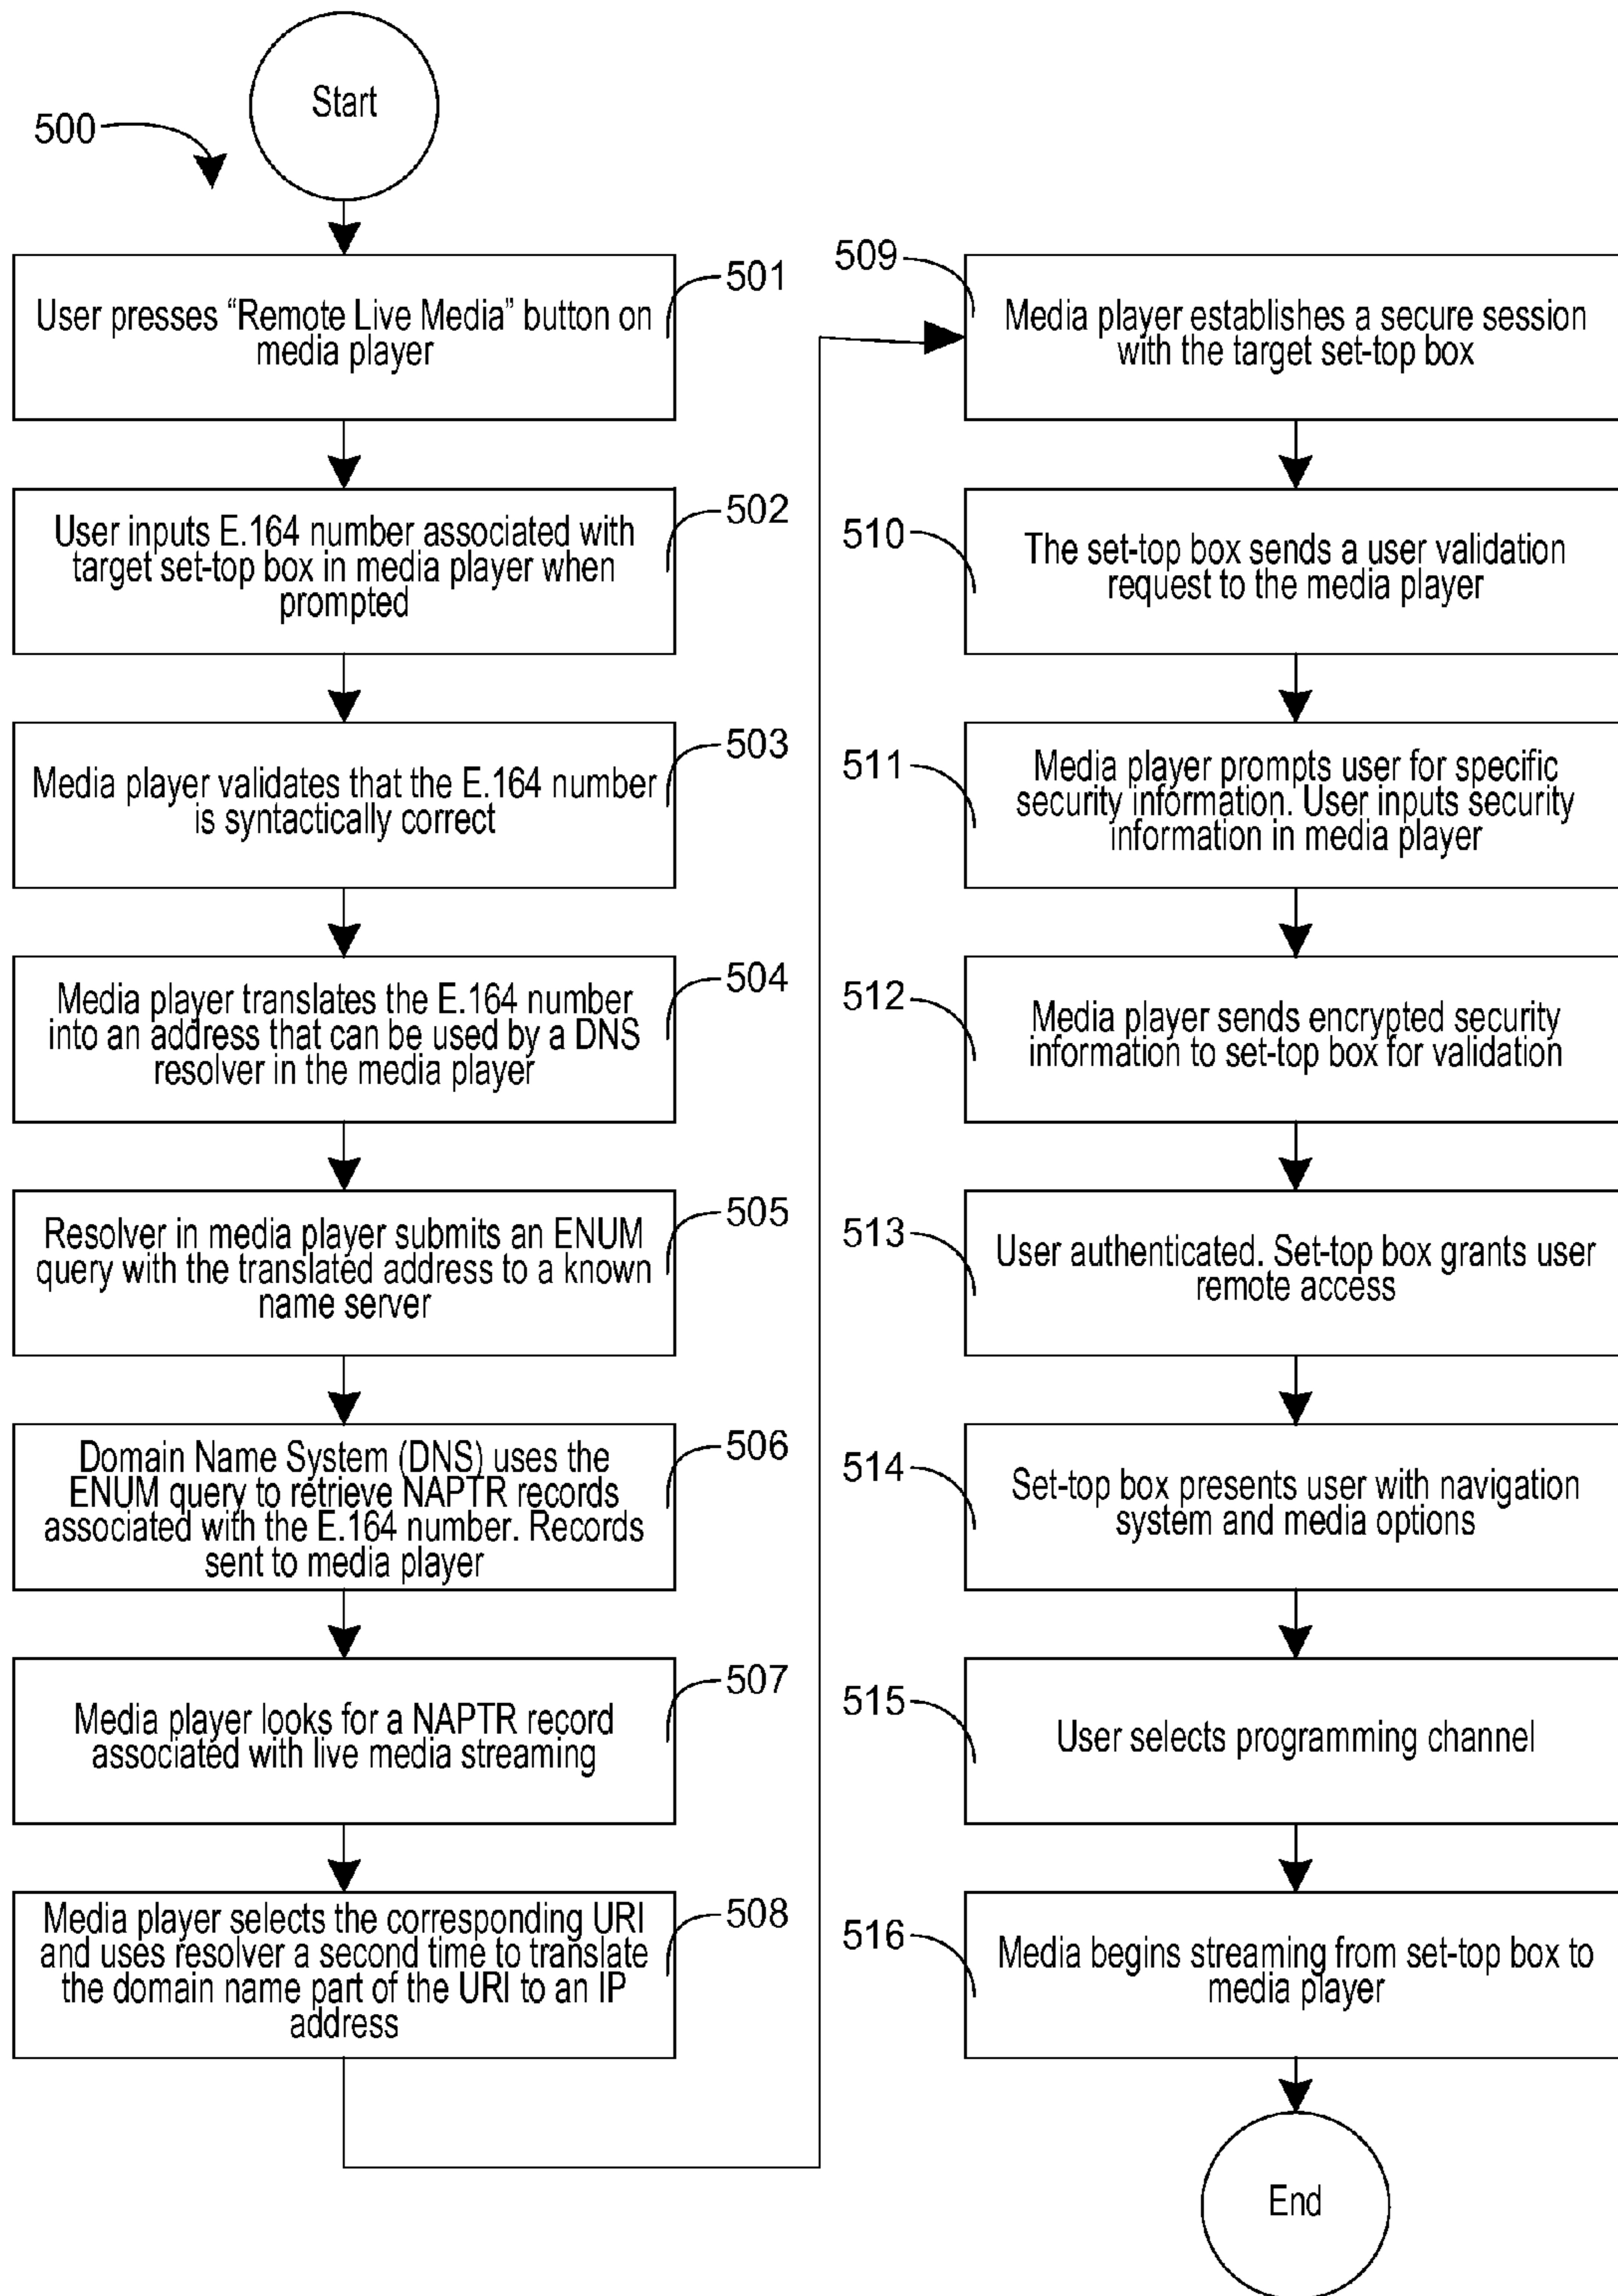 Start
500
User presses “Remote Live Media” button on
media player
501
User inputs E.164 number associated with
target set-top box in media player when
prompted
502
Media player validates that the E.164 number
is syntactically correct
503
Media player translates the E.164 number
into an address that can be used by a DNS
resolver in the media player
504
Resolver in media player submits an ENUM
query with the translated address to a known
name server
505
Domain Name System (DNS) uses the
ENUM query to retrieve NAPTR records
associated with the E.164 number. Records
sent to media player
506
Media player looks for a NAPTR record
associated with live media streaming
507
Media player selects the corresponding URI
and uses resolver a second time to translate
the domain name part of the URI to an IP
address
508
509
Media player establishes a secure session
with the target set-top box
510
The set-top box sends a user validation
request to the media player
511
Media player prompts user for specific
security information. User inputs security
information in media player
512
Media player sends encrypted security
information to set-top box for validation
513
User authenticated. Set-top box grants user
remote access
514
Set-top box presents user with navigation
system and media options
515
User selects programming channel
516
Media begins streaming from set-top box to
media player
End